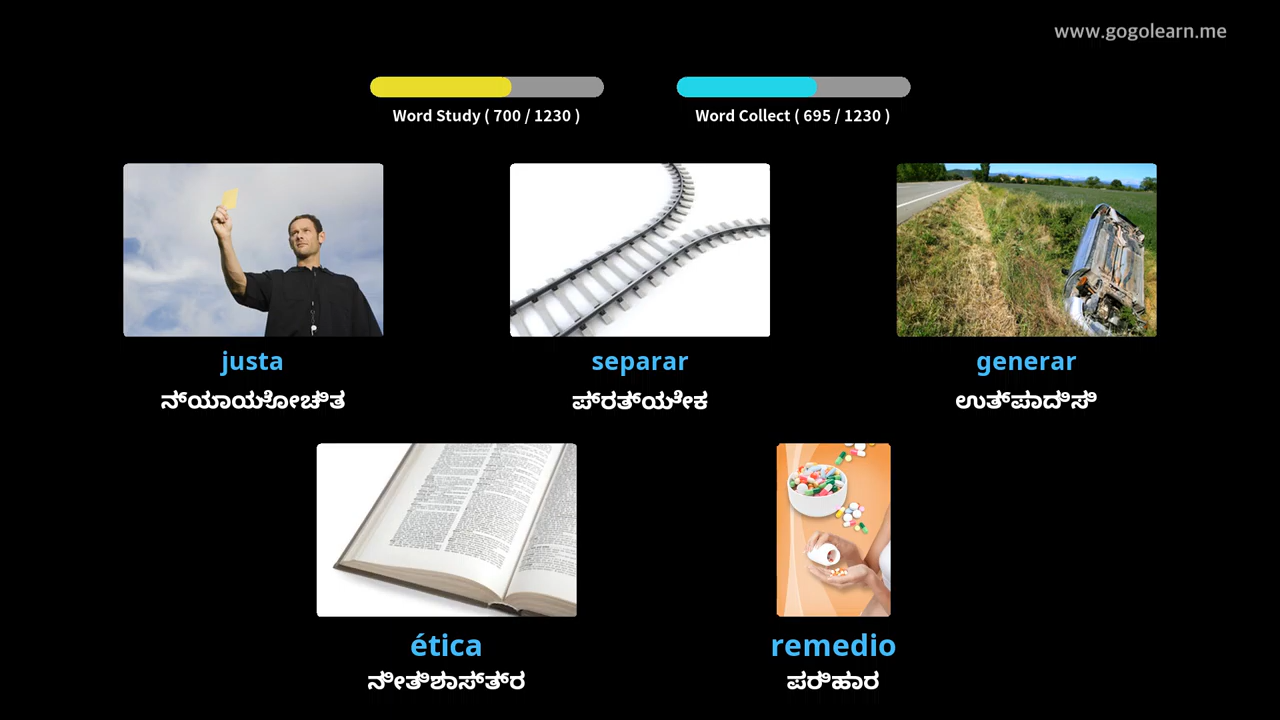 www.gogolearn.me
Word Study ( 700 / 1230 )
Word Collect ( 695 / 1230 )
justa
separar
generar
ನ್ಯಾಯೋಚಿತ
ಪ್ರತ್ಯೇಕ
ಉತ್ಪಾದಿಸಿ
ética
remedio
ನೀತಿಶಾಸ್ತ್ರ
ಪರಿಹಾರ